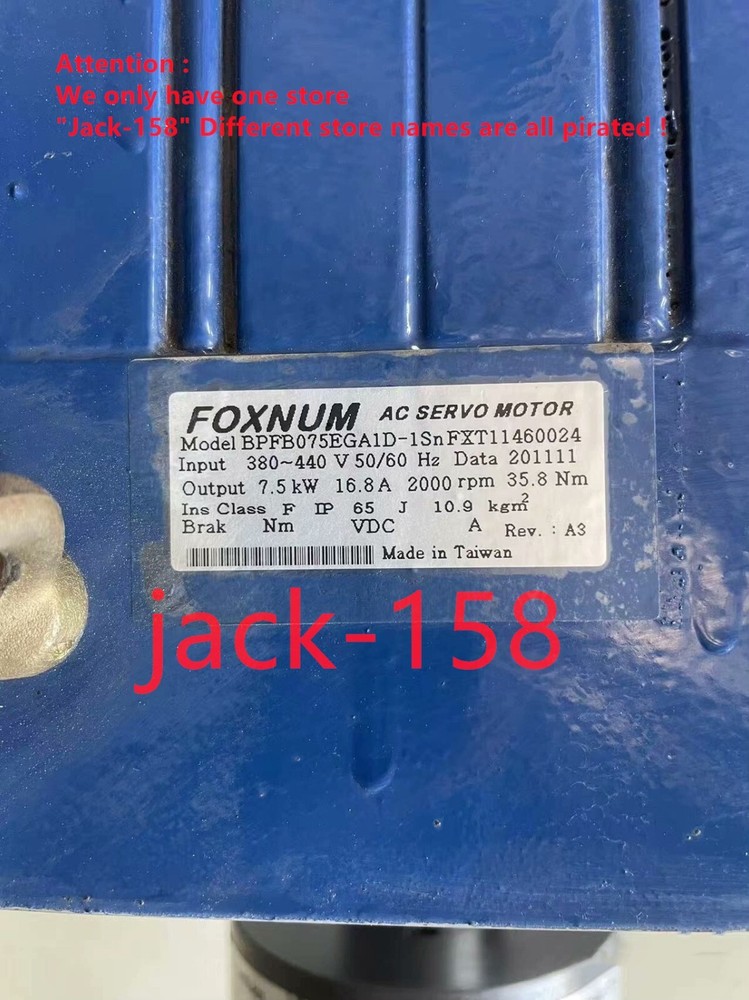 Attention :
We only have one store
"Jack-158" Different store names are all pirated !
FOXNUM AC SERVO MOTOR
Model BPFB075EGA1D-1SnFXT11460024
Input 380~440 V 50/60 Hz Data 201111
Output 7.5 kW 16.8 A 2000 rpm 35.8 Nm
Ins Class F IP 65 J 10.9 kgm²
Brak Nm VDC A Rev. : A3
Made in Taiwan
jack-158